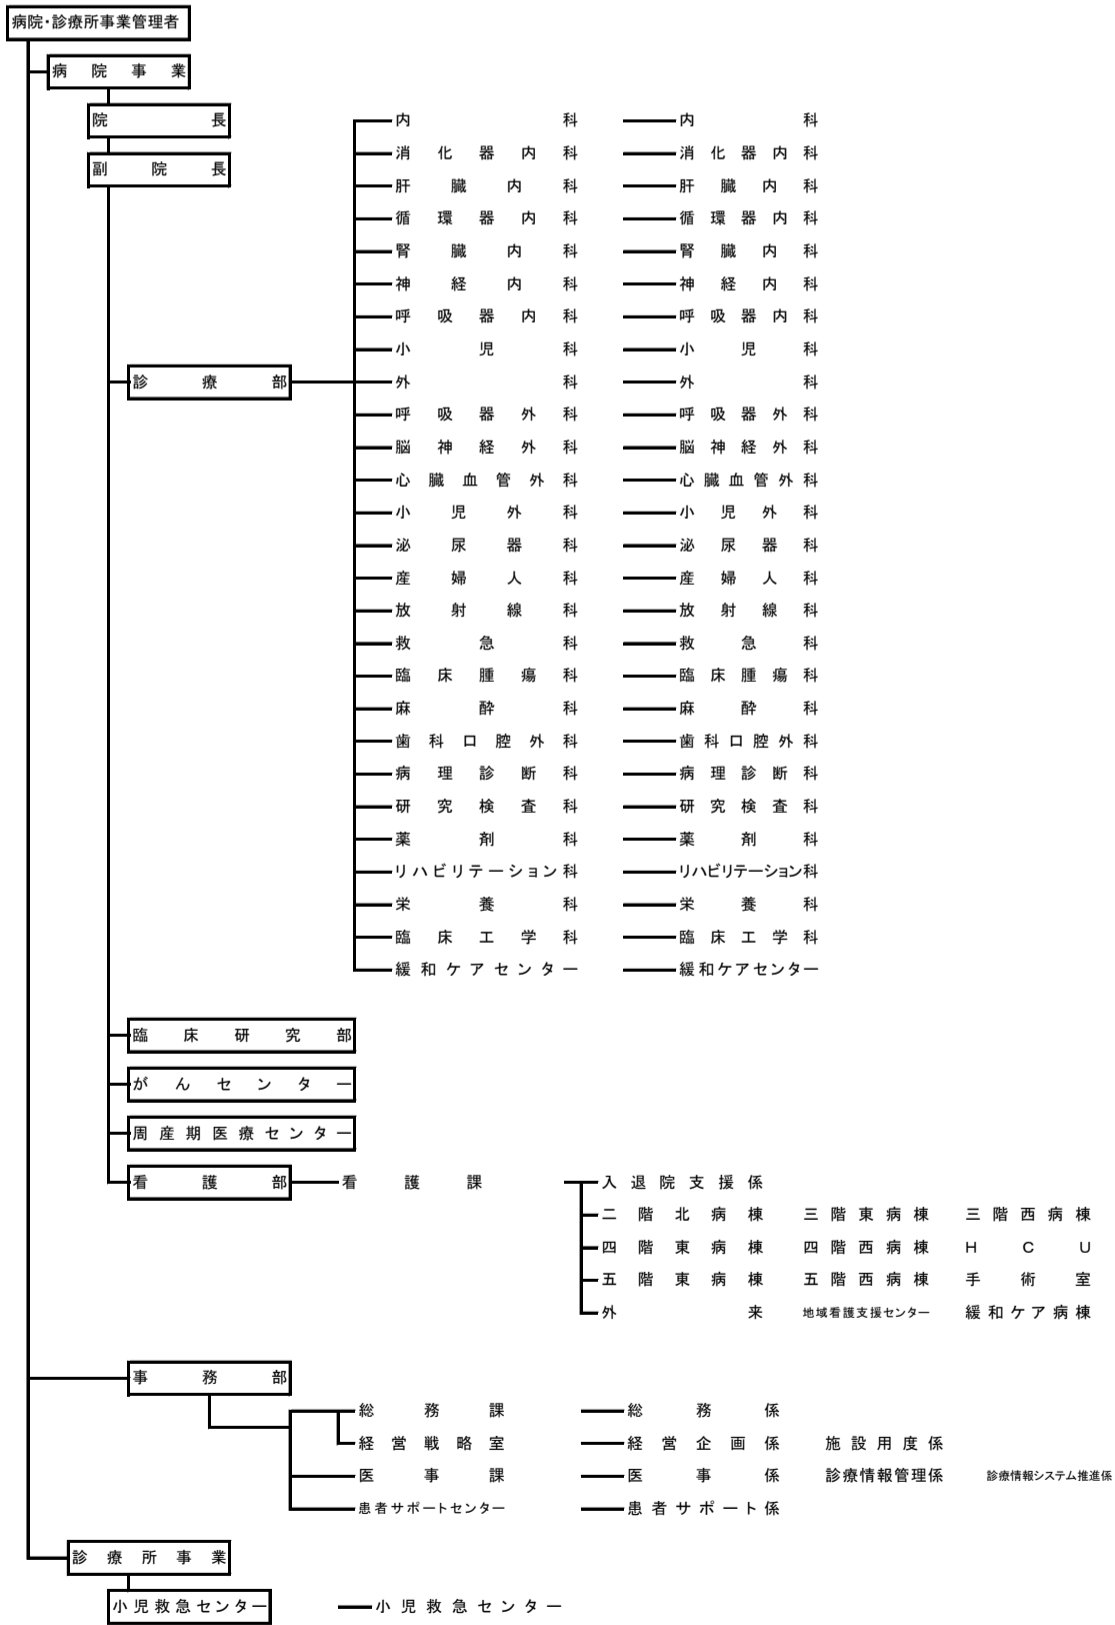 病院・診療所事業管理者
病院事業
院長
副院長
内科 内科
消化器内科 消化器内科
肝臓内科 肝臓内科
循環器内科 循環器内科
腎臓内科 腎臓内科
神経内科 神経内科
呼吸器内科 呼吸器内科
小児科 小児科
診療部 外科 外科
呼吸器外科 呼吸器外科
脳神経外科 脳神経外科
心臓血管外科 心臓血管外科
小児外科 小児外科
泌尿器科 泌尿器科
産婦人科 産婦人科
放射線科 放射線科
救急科 救急科
臨床腫瘍科 臨床腫瘍科
麻酔科 麻酔科
歯科口腔外科 歯科口腔外科
病理診断科 病理診断科
研究検査科 研究検査科
薬剤科 薬剤科
リハビリテーション科 リハビリテーション科
栄養科 栄養科
臨床工学科 臨床工学科
緩和ケアセンター 緩和ケアセンター
臨床研究部
がんセンター
周産期医療センター
看護部 看護課 入退院支援係
二階北病棟 三階東病棟 三階西病棟
四階東病棟 四階西病棟 HCU
五階東病棟 五階西病棟 手術室
外来 地域看護支援センター 緩和ケア病棟
事務部
総務課 総務係
経営戦略室 経営企画係 施設用度係
医事課 医事係 診療情報管理係 診療情報システム推進係
患者サポートセンター 患者サポート係
診療所事業
小児救急センター 小児救急センター